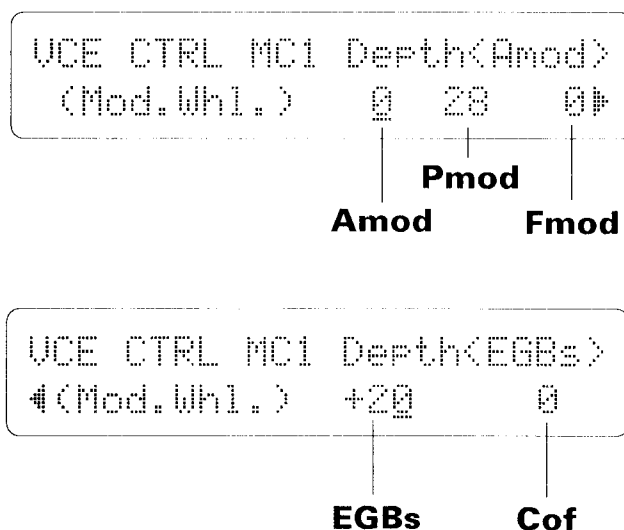 VCE CTRL MC1 Depth<Amod>
(Mod.Whl.) 0 28 0▶
Pmod
Amod Fmod
VCE CTRL MC1 Depth<EGBs>
◀(Mod.Whl.) +20 0
EGBs Cof